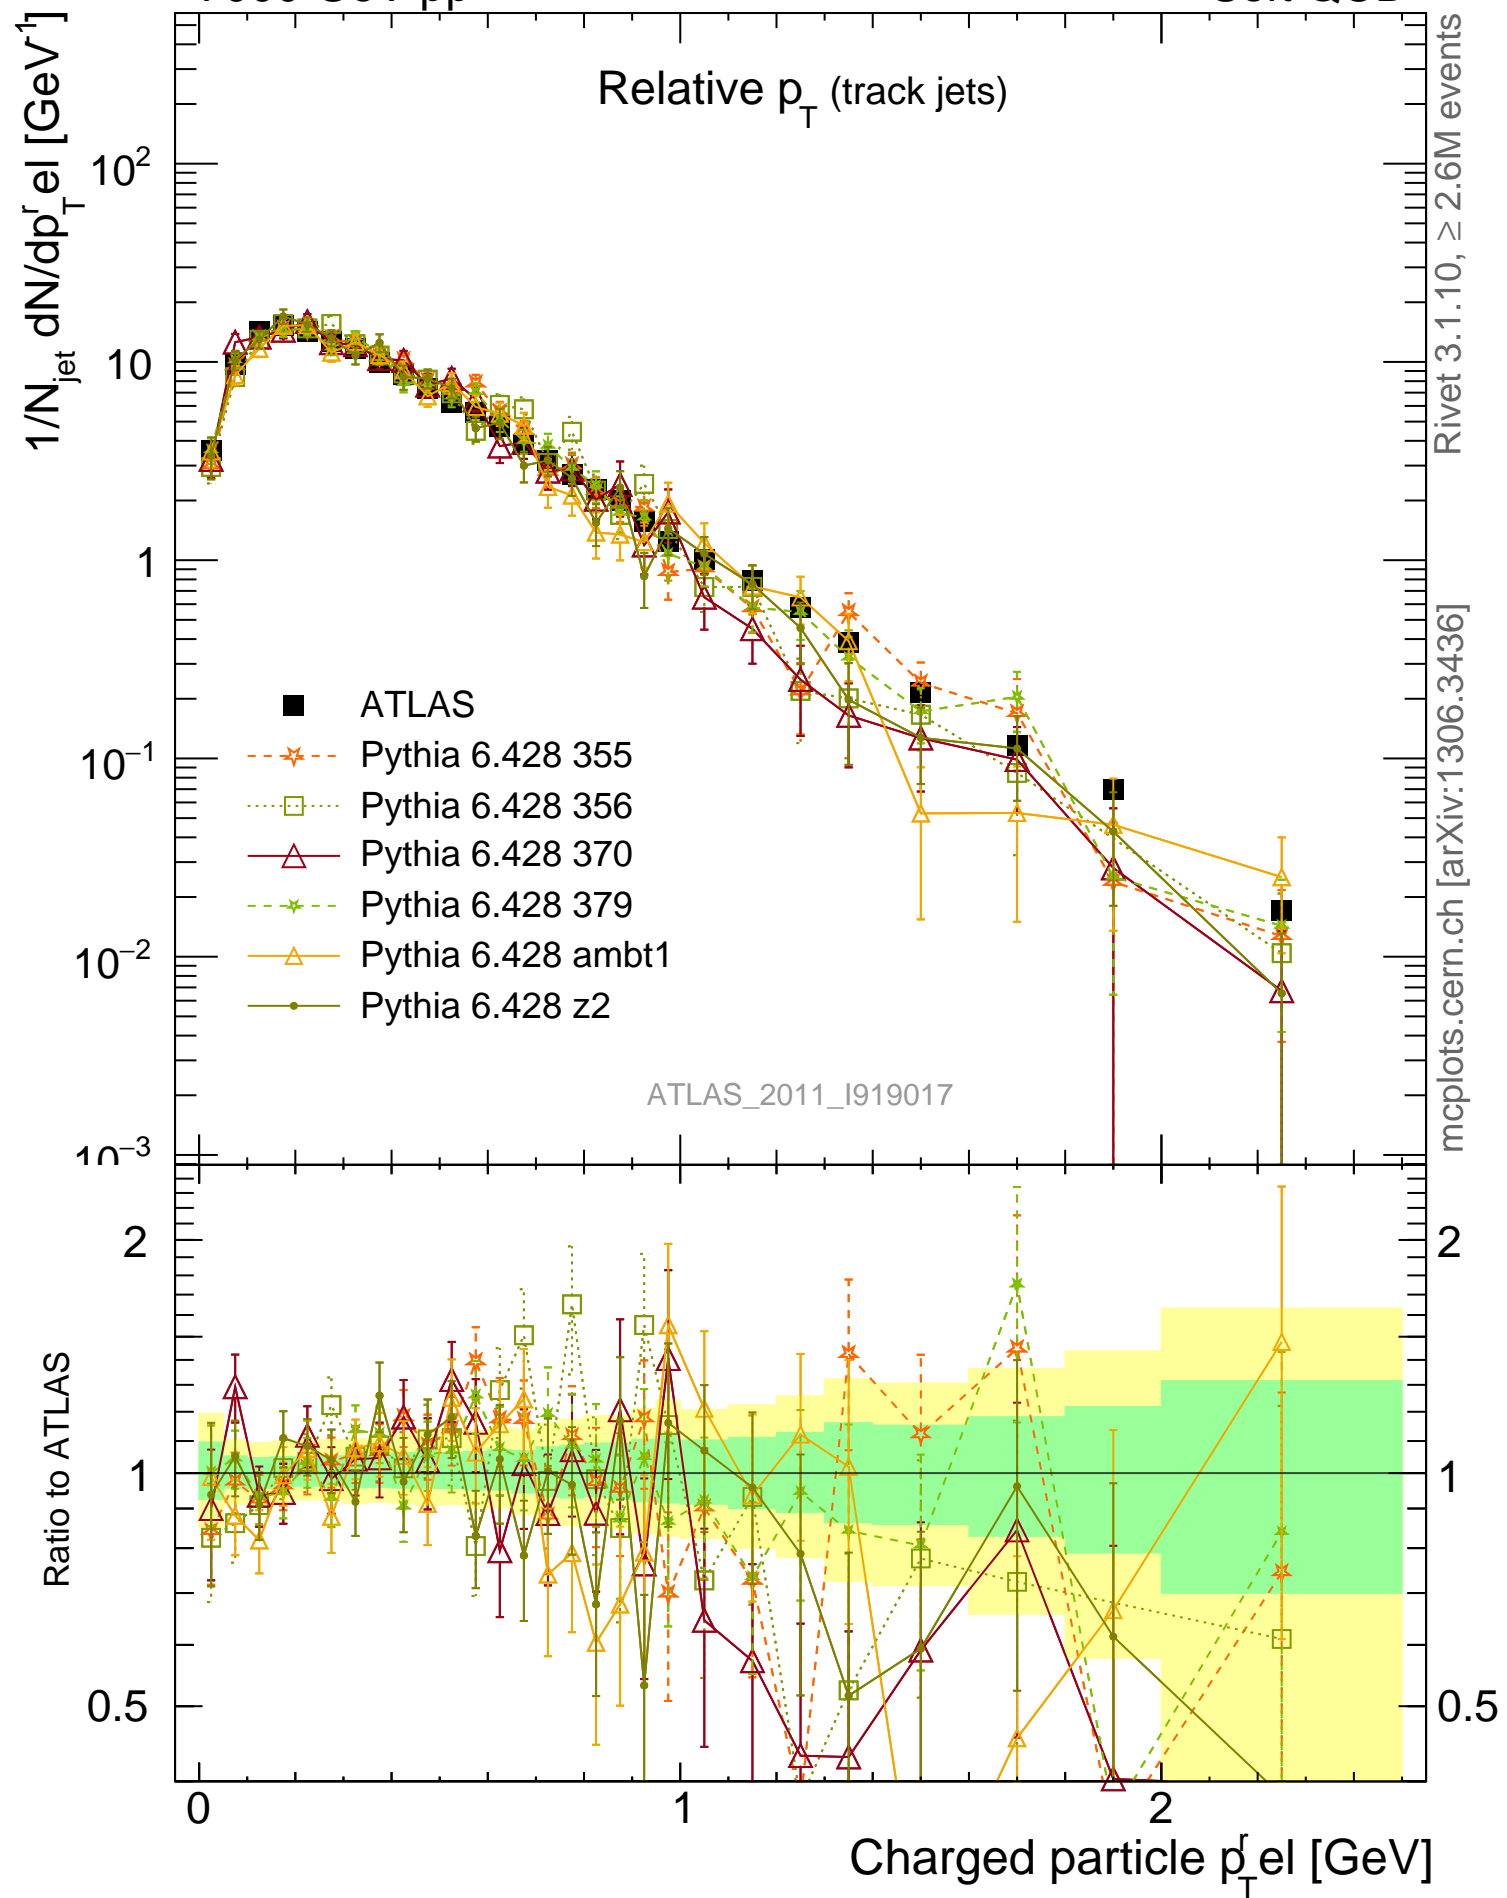 Relative p_T (track jets)
1/N_jet dN/dp_T^rel [GeV^-1]
10^2
10
1
10^−1
10^−2
10^−3
ATLAS
Pythia 6.428 355
Pythia 6.428 356
Pythia 6.428 370
Pythia 6.428 379
Pythia 6.428 ambt1
Pythia 6.428 z2
ATLAS_2011_I919017
Rivet 3.1.10, ≥ 2.6M events
mcplots.cern.ch [arXiv:1306.3436]
Ratio to ATLAS
2
1
0.5
2
1
0.5
0 1 2
Charged particle p_T^rel [GeV]